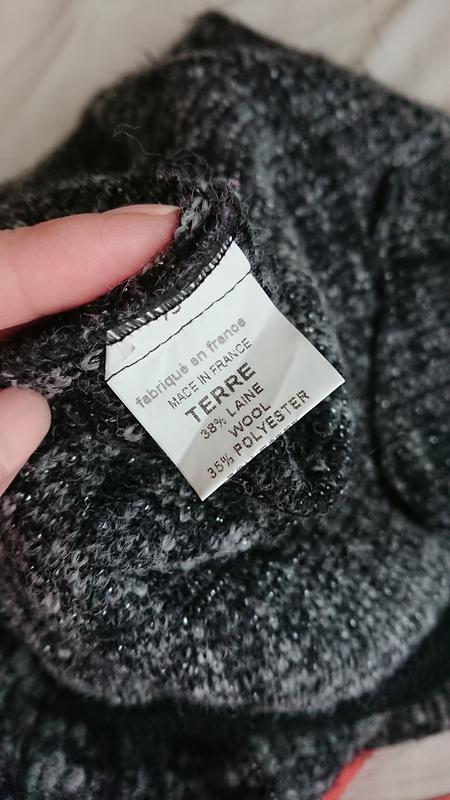 fabriqué en france
MADE IN FRANCE
TERRE
38% LAINE
WOOL
35% POLYESTER